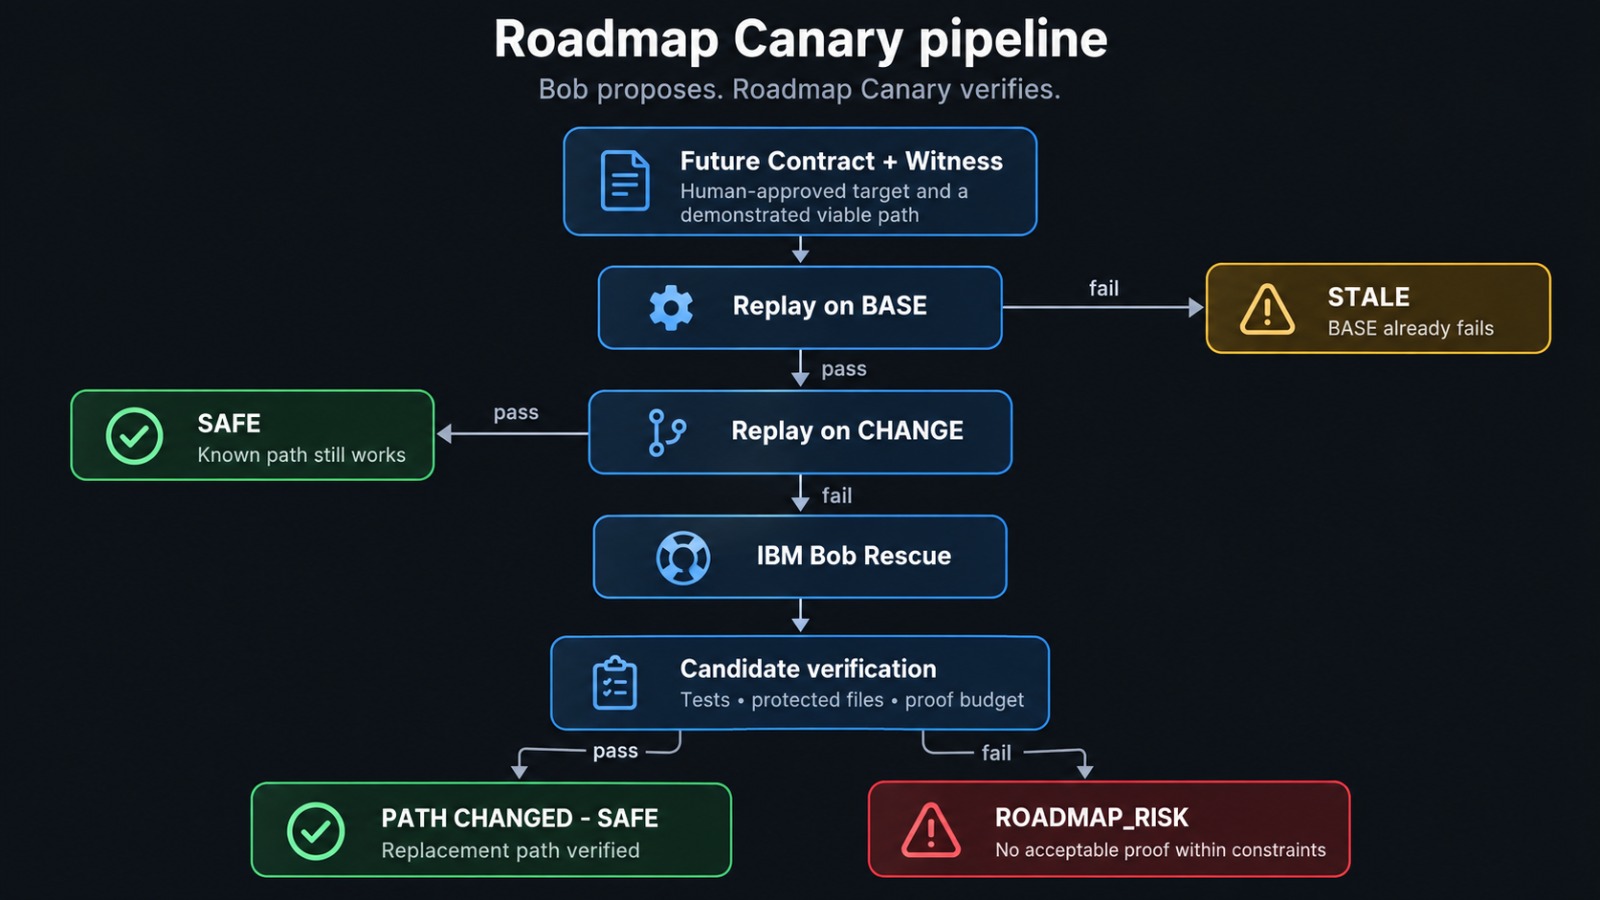 Roadmap Canary pipeline
Bob proposes. Roadmap Canary verifies.
Future Contract + Witness
Human-approved target and a
demonstrated viable path
Replay on BASE
fail
STALE
BASE already fails
pass
SAFE
Known path still works
pass
Replay on CHANGE
fail
IBM Bob Rescue
Candidate verification
Tests • protected files • proof budget
pass
fail
PATH CHANGED - SAFE
Replacement path verified
ROADMAP_RISK
No acceptable proof within constraints